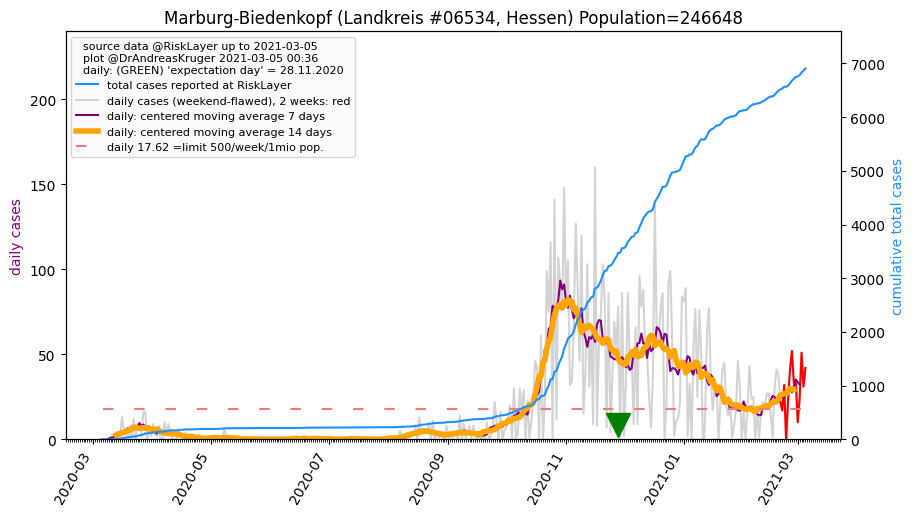 Marburg-Biedenkopf (Landkreis #06534, Hessen) Population=246648
source data @RiskLayer up to 2021-03-05
plot @DrAndreasKruger 2021-03-05 00:36
daily: (GREEN) 'expectation day' = 28.11.2020
total cases reported at RiskLayer
daily cases (weekend-flawed), 2 weeks: red
daily: centered moving average 7 days
daily: centered moving average 14 days
daily 17.62 =limit 500/week/1mio pop.
daily cases
200
150
100
50
0
cumulative total cases
7000
6000
5000
4000
3000
2000
1000
0
2020-03
2020-05
2020-07
2020-09
2020-11
2021-01
2021-03